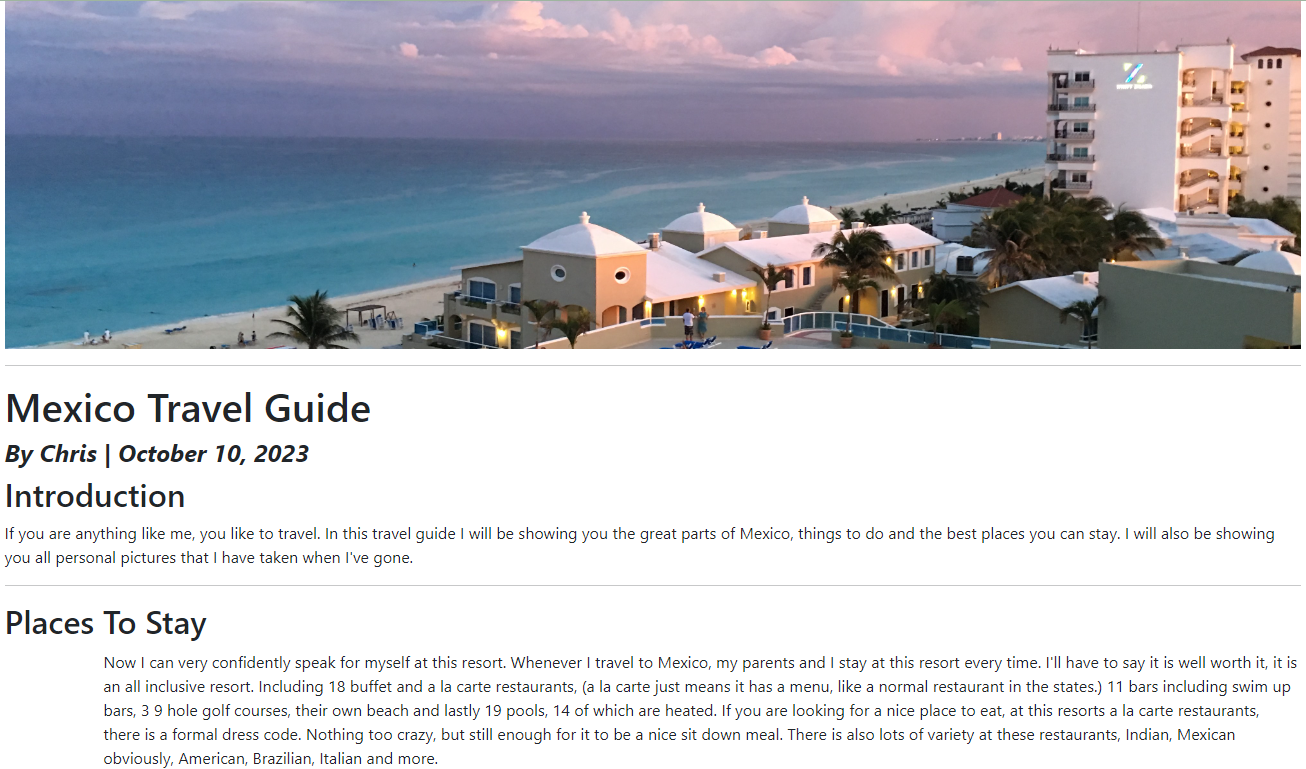 Mexico Travel Guide
By Chris | October 10, 2023
Introduction
If you are anything like me, you like to travel. In this travel guide I will be showing you the great parts of Mexico, things to do and the best places you can stay. I will also be showing
you all personal pictures that I have taken when I've gone.
Places To Stay
Now I can very confidently speak for myself at this resort. Whenever I travel to Mexico, my parents and I stay at this resort every time. I'll have to say it is well worth it, it is
an all inclusive resort. Including 18 buffet and a la carte restaurants, (a la carte just means it has a menu, like a normal restaurant in the states.) 11 bars including swim up
bars, 3 9 hole golf courses, their own beach and lastly 19 pools, 14 of which are heated. If you are looking for a nice place to eat, at this resorts a la carte restaurants,
there is a formal dress code. Nothing too crazy, but still enough for it to be a nice sit down meal. There is also lots of variety at these restaurants, Indian, Mexican
obviously, American, Brazilian, Italian and more.